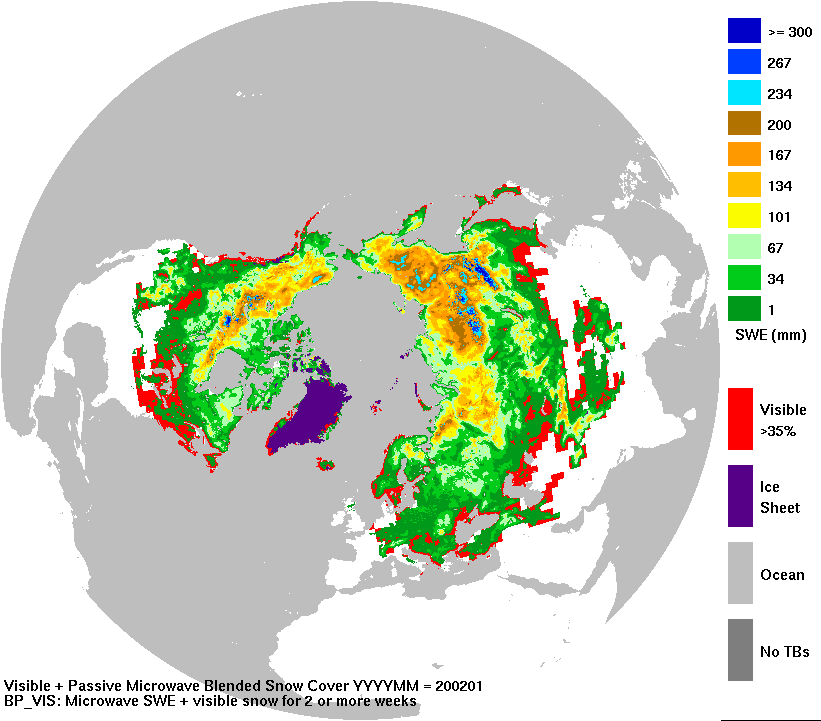 >= 300
267
234
200
167
134
101
67
34
1
SWE (mm)
Visible
>35%
Ice
Sheet
Ocean
No TBs
Visible + Passive Microwave Blended Snow Cover YYYYMM = 200201
BP_VIS: Microwave SWE + visible snow for 2 or more weeks